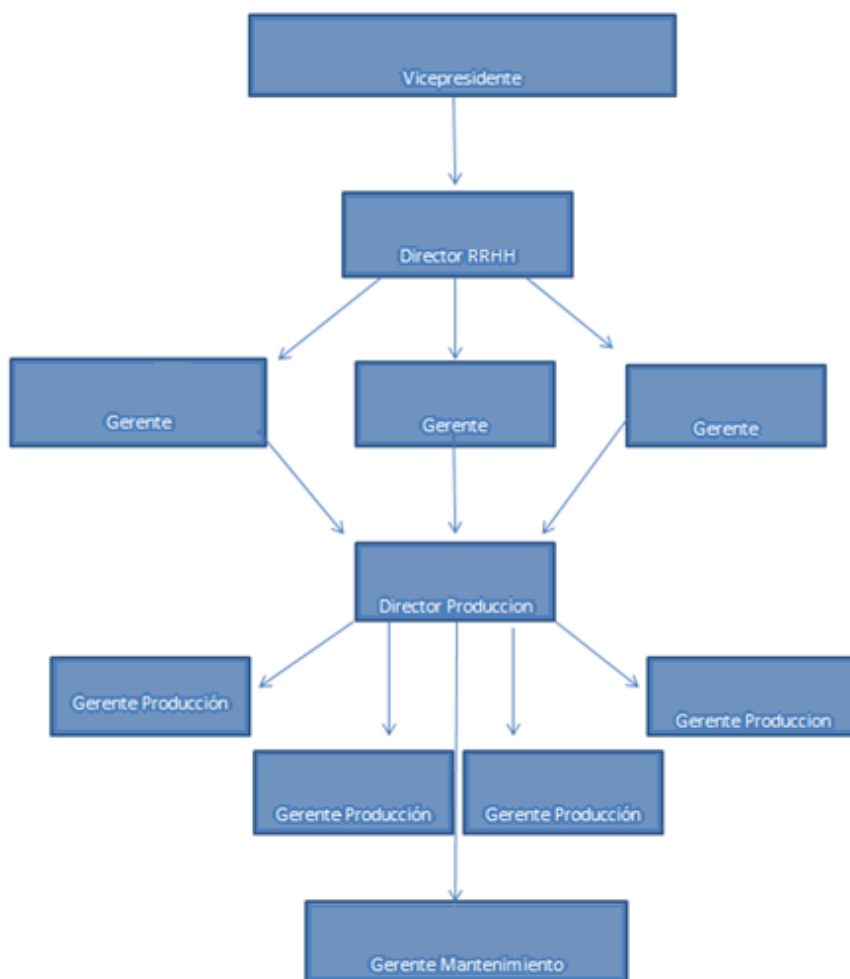 Vicepresidente
Director RRHH
Gerente
Gerente
Gerente
Director Produccion
Gerente Producción
Gerente Produccion
Gerente Producción
Gerente Producción
Gerente Mantenimiento